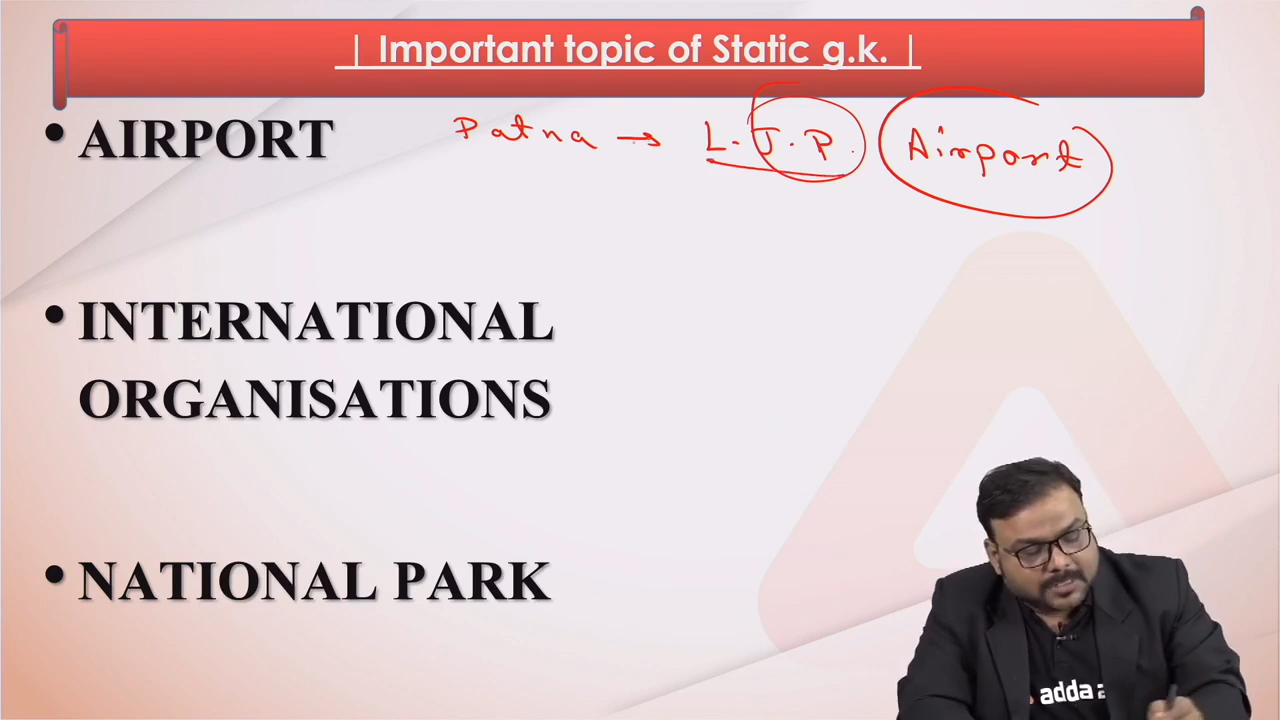 | Important topic of Static g.k. |
• AIRPORT Patna → L. J. P. Airport
• INTERNATIONAL
ORGANISATIONS
• NATIONAL PARK
adda